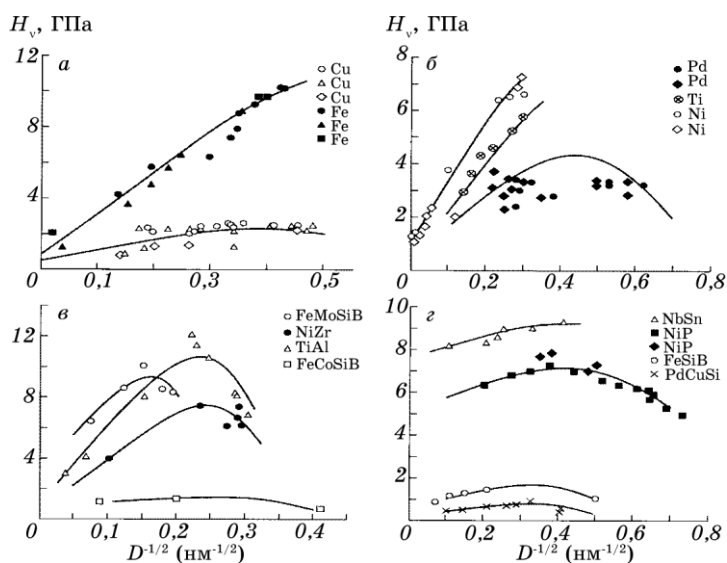 H_v, ГПа
H_v, ГПа
а
Cu
Cu
Cu
Fe
Fe
Fe
12
10
8
6
4
2
0
0,1
0,2
0,3
0,4
0,5
б
Pd
Pd
Ti
Ni
Ni
8
6
4
2
0
0,2
0,4
0,6
0,8
в
FeMoSiB
NiZr
TiAl
FeCoSiB
12
8
4
0
0,1
0,2
0,3
0,4
D^-1/2 (нм^-1/2)
г
NbSn
NiP
NiP
FeSiB
PdCuSi
10
8
6
4
2
0
0,2
0,4
0,6
0,8
D^-1/2 (нм^-1/2)